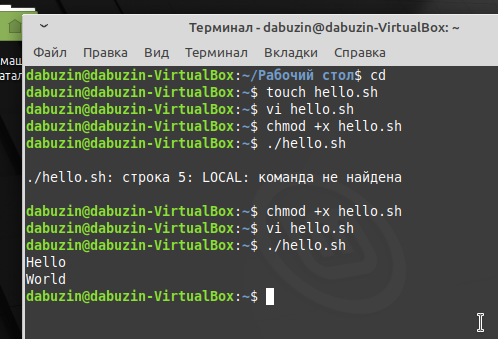 маш
Терминал - dabuzin@dabuzin-VirtualBox: ~
Файл Правка Вид Терминал Вкладки Справка
атал
dabuzin@dabuzin-VirtualBox:~/Рабочий стол$ cd
dabuzin@dabuzin-VirtualBox:~$ touch hello.sh
dabuzin@dabuzin-VirtualBox:~$ vi hello.sh
dabuzin@dabuzin-VirtualBox:~$ chmod +x hello.sh
dabuzin@dabuzin-VirtualBox:~$ ./hello.sh
./hello.sh: строка 5: LOCAL: команда не найдена
dabuzin@dabuzin-VirtualBox:~$ chmod +x hello.sh
dabuzin@dabuzin-VirtualBox:~$ vi hello.sh
dabuzin@dabuzin-VirtualBox:~$ ./hello.sh
Hello
World
dabuzin@dabuzin-VirtualBox:~$